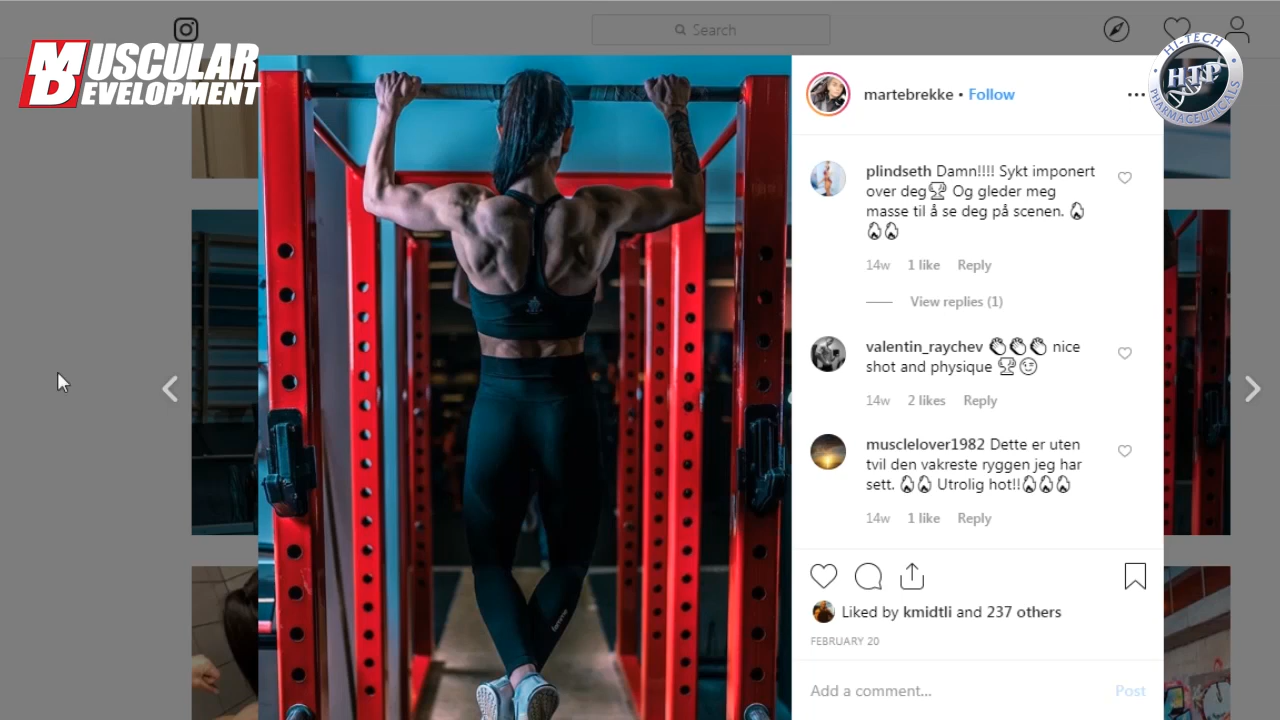 Search
MUSCULAR
DEVELOPMENT
HI-TECH
HTP
PHARMACEUTICALS
martebrekke • Follow
plindseth Damn!!!! Sykt imponert
over deg🏆 Og gleder meg
masse til å se deg på scenen. 🔥
🔥🔥
14w 1 like Reply
View replies (1)
valentin_raychev 👏👏👏 nice
shot and physique 🏆😉
14w 2 likes Reply
musclelover1982 Dette er uten
tvil den vakreste ryggen jeg har
sett. 🔥🔥 Utrolig hot!!🔥🔥🔥
14w 1 like Reply
Liked by kmidtli and 237 others
FEBRUARY 20
Add a comment... Post